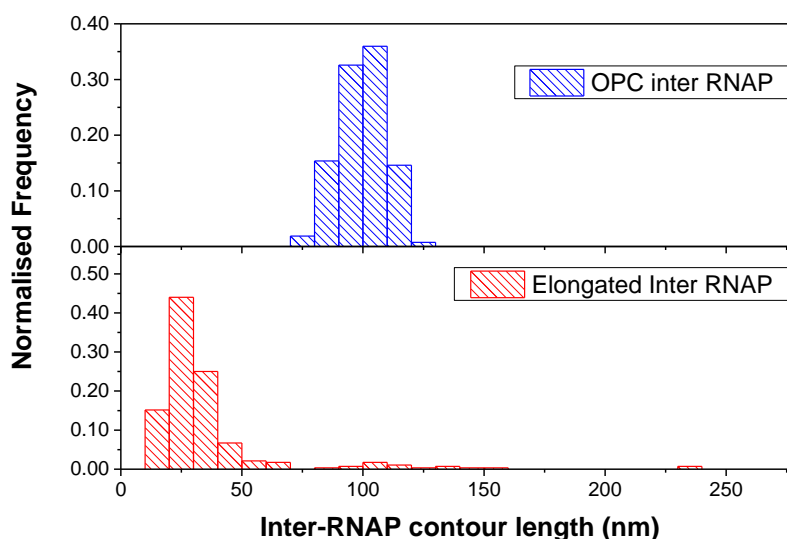 0.40
0.30
0.20
0.10
0.00
OPC inter RNAP
Normalised Frequency
0.50
0.40
0.30
0.20
0.10
0.00
Elongated Inter RNAP
0 50 100 150 200 250
Inter-RNAP contour length (nm)